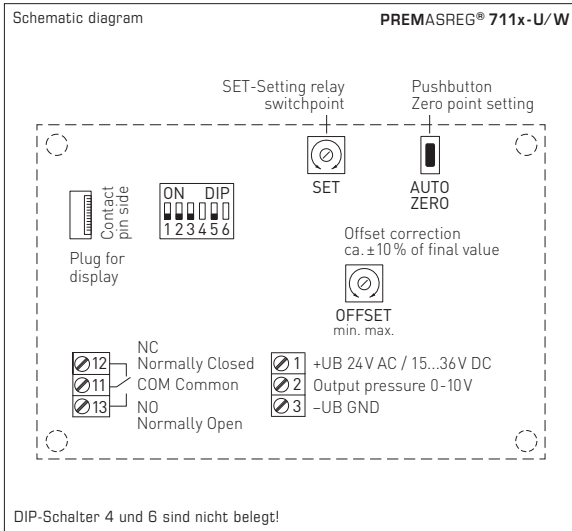 Schematic diagram
PREMASREG® 711x-U/W
SET-Setting relay
switchpoint
Pushbutton
Zero point setting
SET
AUTO
ZERO
Contact
pin side
Plug for
display
ON DIP
1 2 3 4 5 6
Offset correction
ca. ±10% of final value
OFFSET
min. max.
NC
12 Normally Closed
11 COM Common
13 NO
Normally Open
1 +UB 24V AC / 15...36V DC
2 Output pressure 0-10V
3 –UB GND
DIP-Schalter 4 und 6 sind nicht belegt!